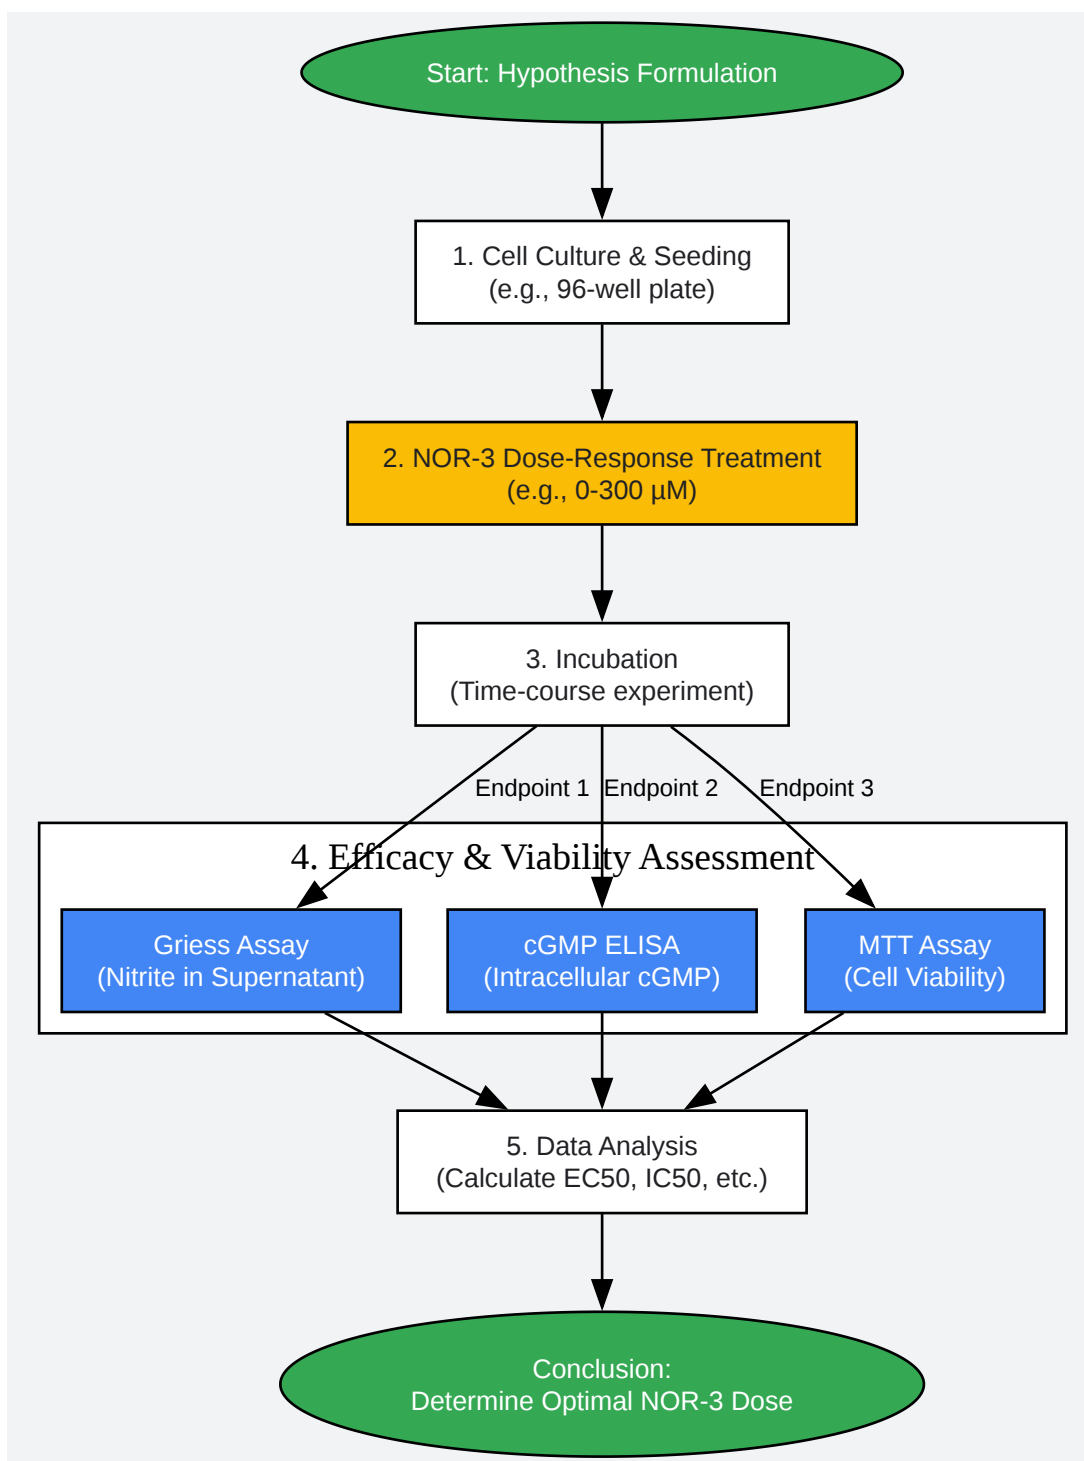 Start: Hypothesis Formulation
1. Cell Culture & Seeding
(e.g., 96-well plate)
2. NOR-3 Dose-Response Treatment
(e.g., 0-300 µM)
3. Incubation
(Time-course experiment)
Endpoint 1
Endpoint 2
Endpoint 3
4. Efficacy & Viability Assessment
Griess Assay
(Nitrite in Supernatant)
cGMP ELISA
(Intracellular cGMP)
MTT Assay
(Cell Viability)
5. Data Analysis
(Calculate EC50, IC50, etc.)
Conclusion:
Determine Optimal NOR-3 Dose